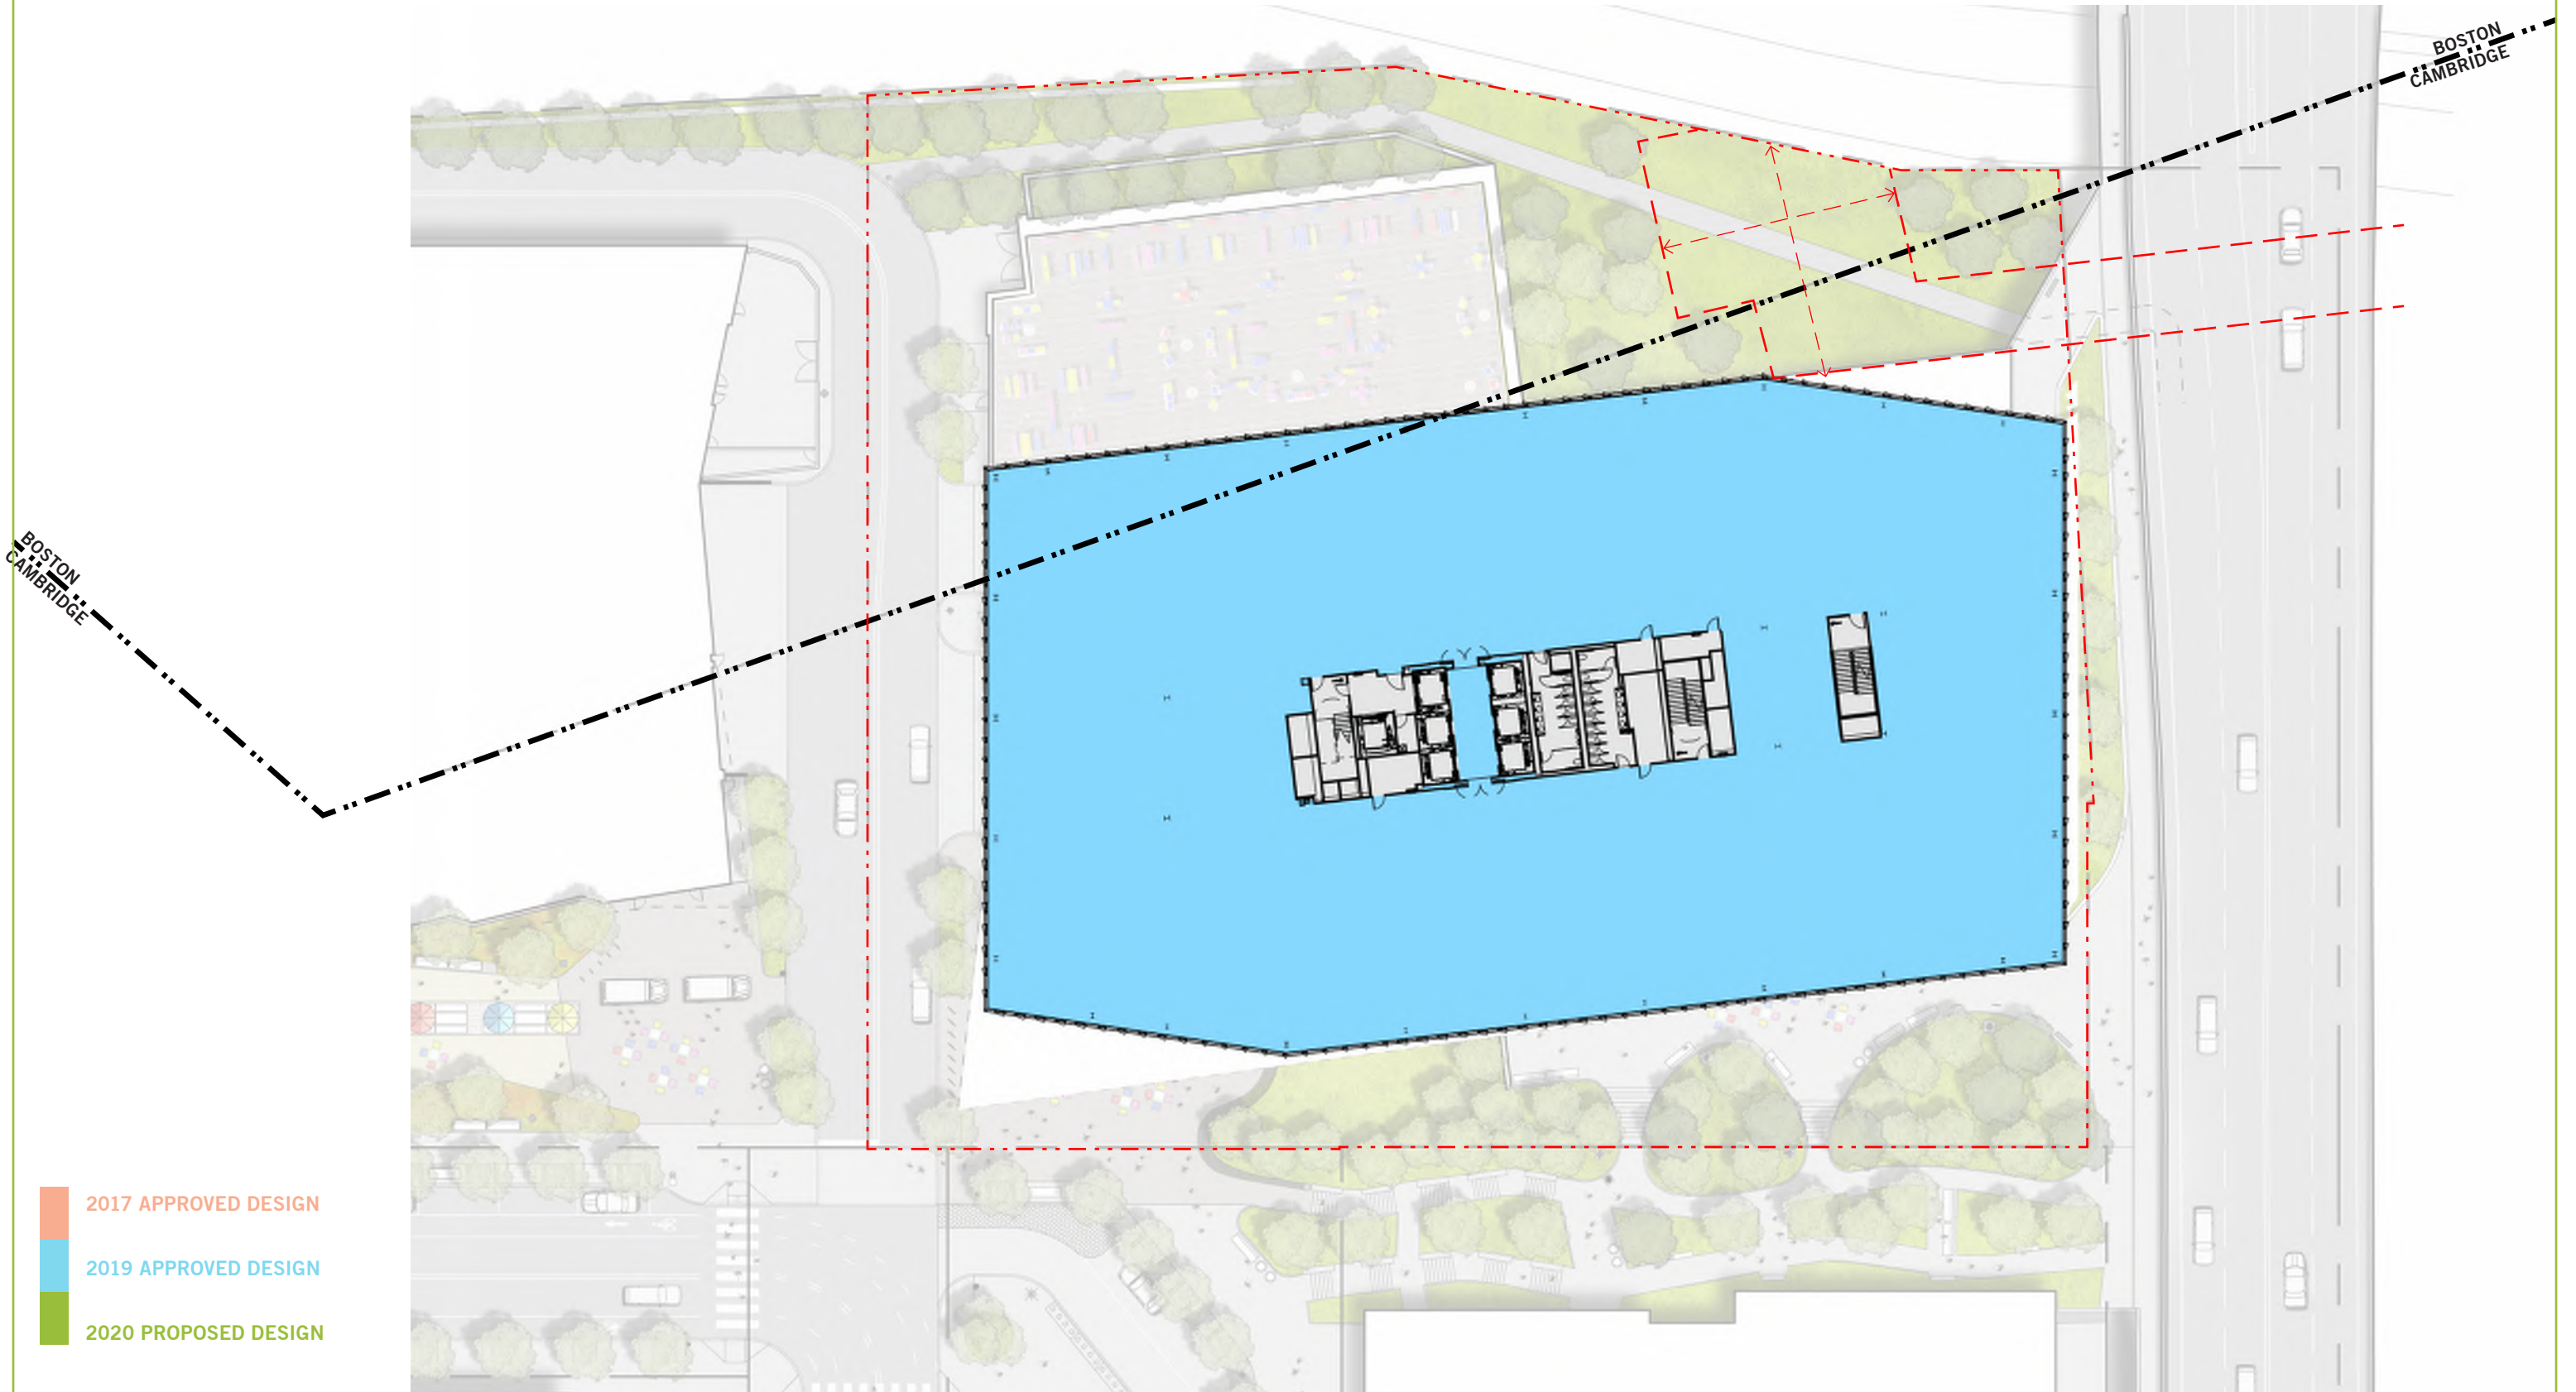 BOSTON
CAMBRIDGE
BOSTON
CAMBRIDGE
2017 APPROVED DESIGN
2019 APPROVED DESIGN
2020 PROPOSED DESIGN